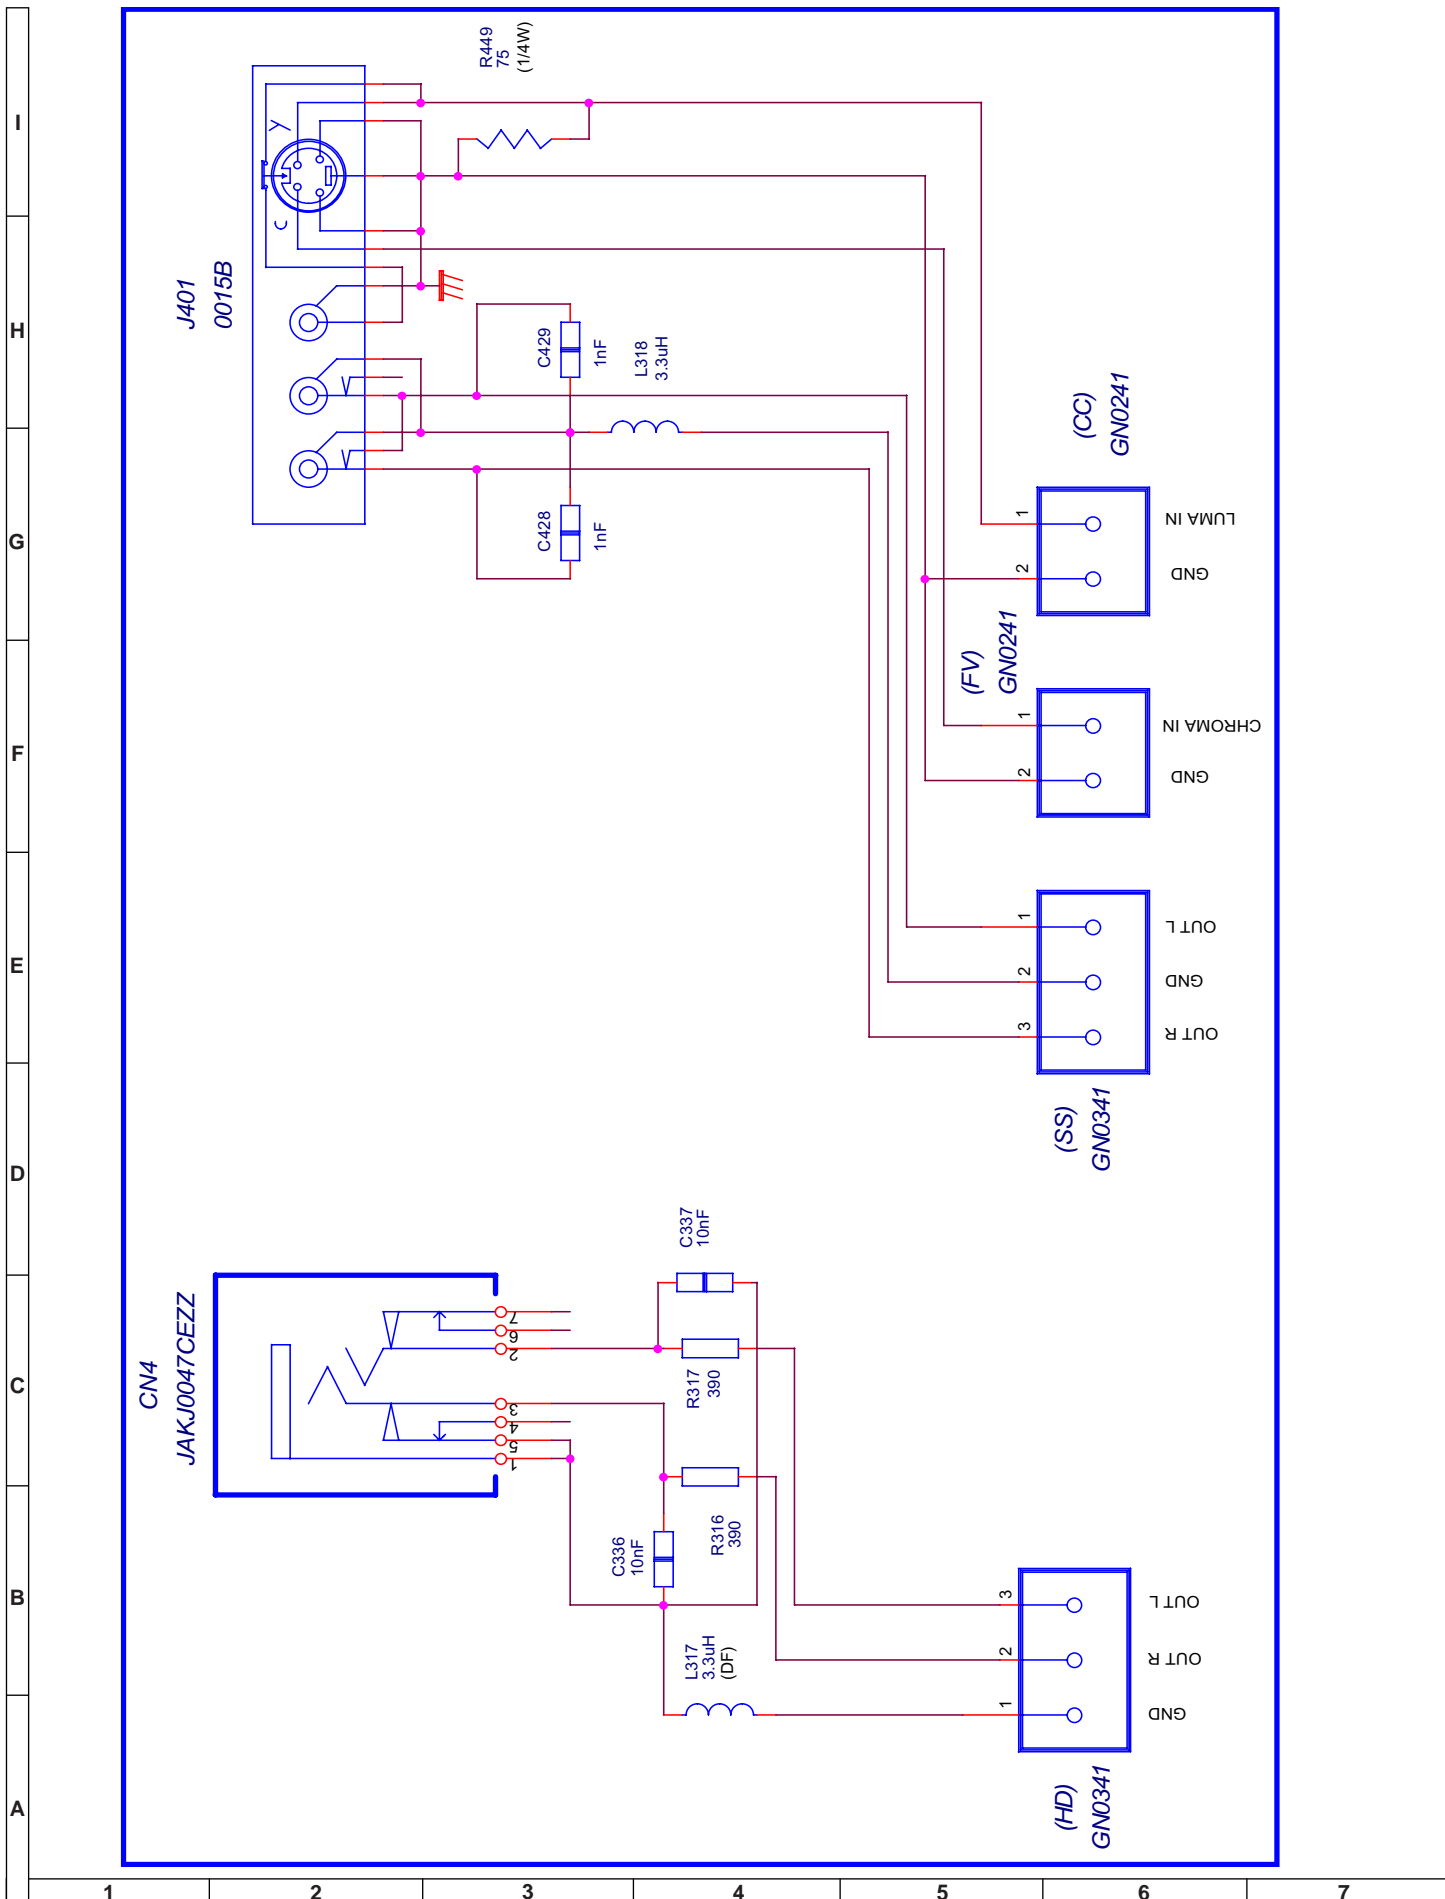 I
H
G
F
E
D
C
B
A
1
2
3
4
5
6
7
R449
75
(1/4W)
J401
0015B
Y
C
C429
1nF
L318
3.3uH
C428
1nF
(CC)
GN0241
1
LUMA IN
2
GND
(FV)
GN0241
1
CHROMA IN
2
GND
1
OUT L
2
GND
3
OUT R
(SS)
GN0341
CN4
JAKJ0047CEZZ
7
6
2
3
4
5
1
C337
10nF
R317
390
R316
390
C336
10nF
L317
3.3uH
(DF)
3
OUT L
2
OUT R
1
GND
(HD)
GN0341